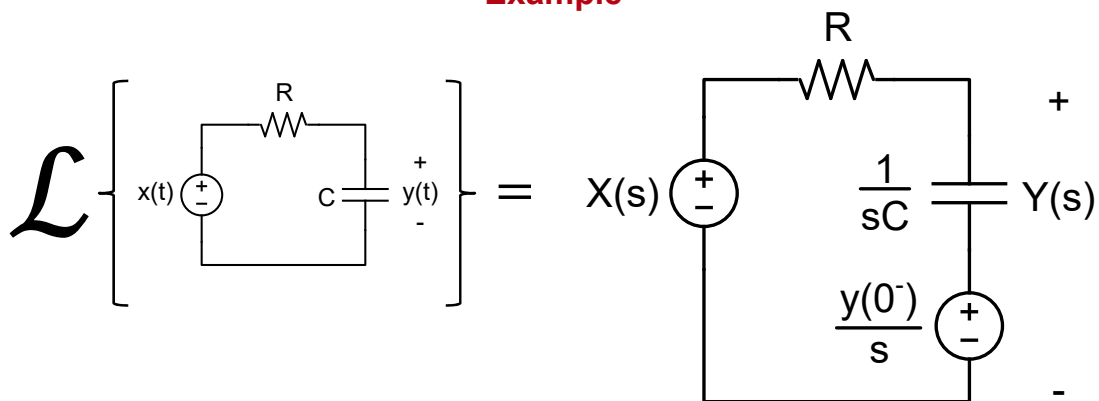 Example
ℒ { x(t) + - R C + y(t) - } = X(s) + - R 1/sC + Y(s) -
y(0⁻)/s + -